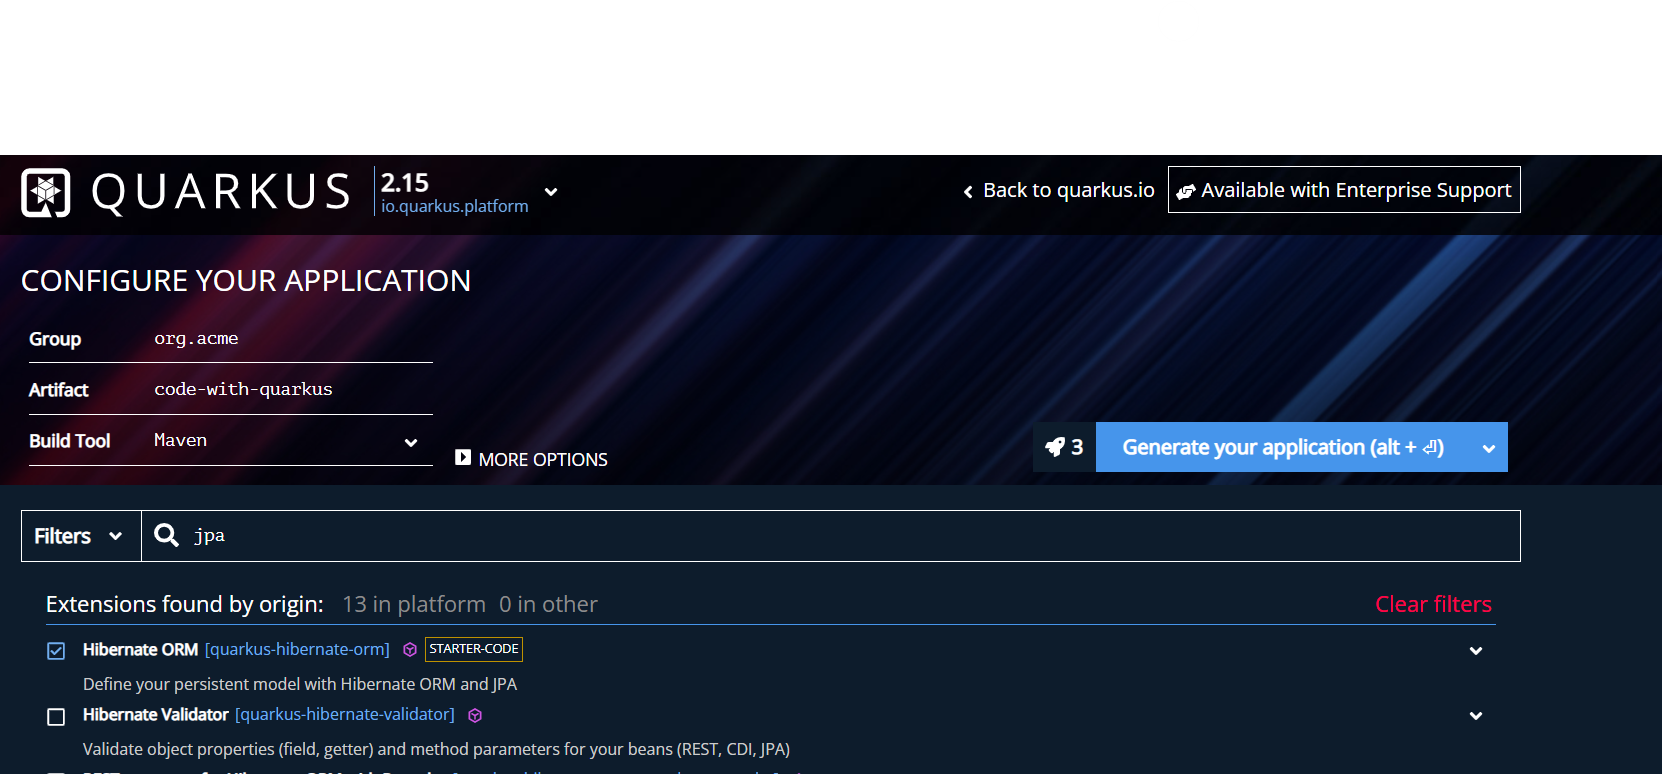 QUARKUS
2.15
io.quarkus.platform
Back to quarkus.io
Available with Enterprise Support
CONFIGURE YOUR APPLICATION
Group org.acme
Artifact code-with-quarkus
Build Tool Maven
MORE OPTIONS
3
Generate your application (alt + ⏎)
Filters
jpa
Extensions found by origin: 13 in platform 0 in other
Clear filters
Hibernate ORM [quarkus-hibernate-orm] STARTER-CODE
Define your persistent model with Hibernate ORM and JPA
Hibernate Validator [quarkus-hibernate-validator]
Validate object properties (field, getter) and method parameters for your beans (REST, CDI, JPA)